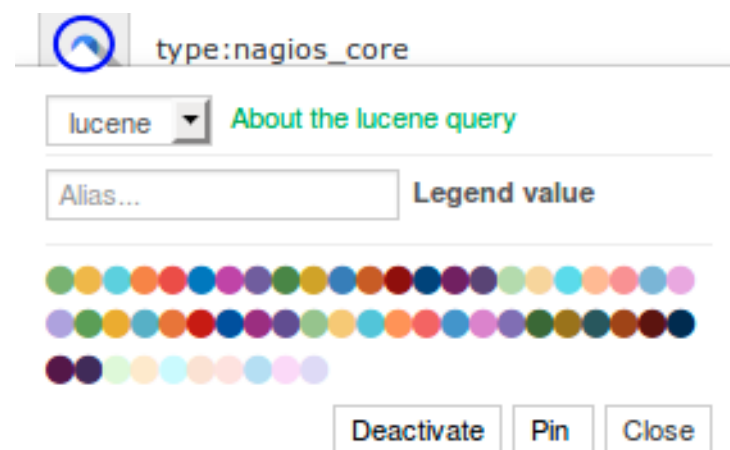 type:nagios_core
lucene About the lucene query
Alias... Legend value
Deactivate Pin Close